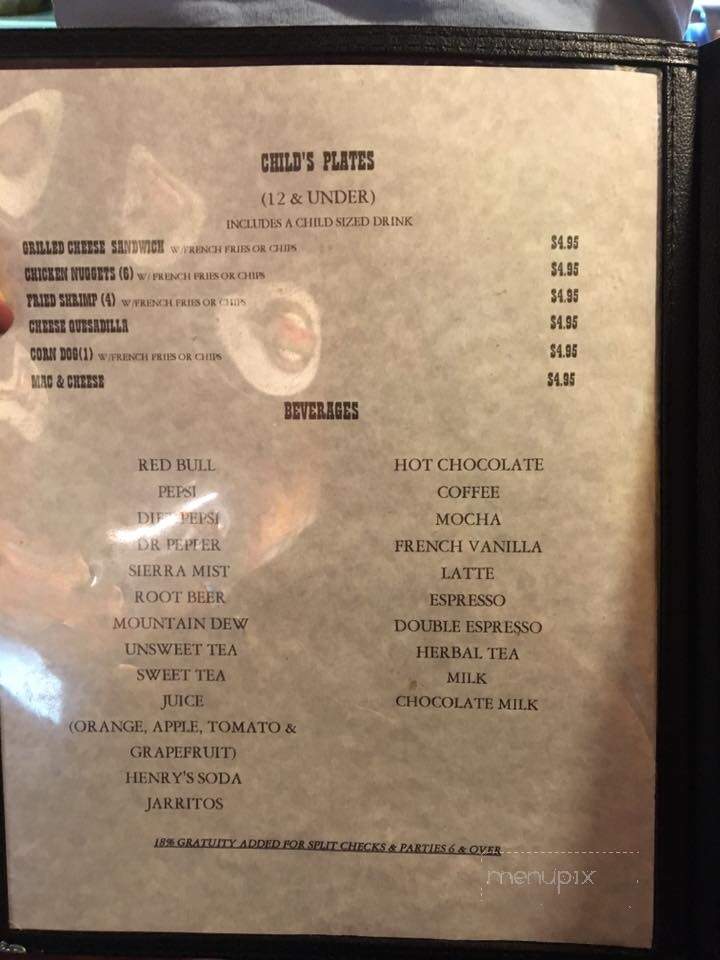 CHILD'S PLATES
(12 & UNDER)
INCLUDES A CHILD SIZED DRINK
GRILLED CHEESE SANDWICH W/FRENCH FRIES OR CHIPS $4.95
CHICKEN NUGGETS (6) W/ FRENCH FRIES OR CHIPS $4.95
FRIED SHRIMP (4) W/FRENCH FRIES OR CHIPS $4.95
CHEESE QUESADILLA $4.95
CORN DOG(1) W/FRENCH FRIES OR CHIPS $4.95
MAC & CHEESE $4.95
BEVERAGES
RED BULL
PEPSI
DIET PEPSI
DR PEPPER
SIERRA MIST
ROOT BEER
MOUNTAIN DEW
UNSWEET TEA
SWEET TEA
JUICE
(ORANGE, APPLE, TOMATO &
GRAPEFRUIT)
HENRY'S SODA
JARRITOS
HOT CHOCOLATE
COFFEE
MOCHA
FRENCH VANILLA
LATTE
ESPRESSO
DOUBLE ESPRESSO
HERBAL TEA
MILK
CHOCOLATE MILK
18% GRATUITY ADDED FOR SPLIT CHECKS & PARTIES 6 & OVER
menupix